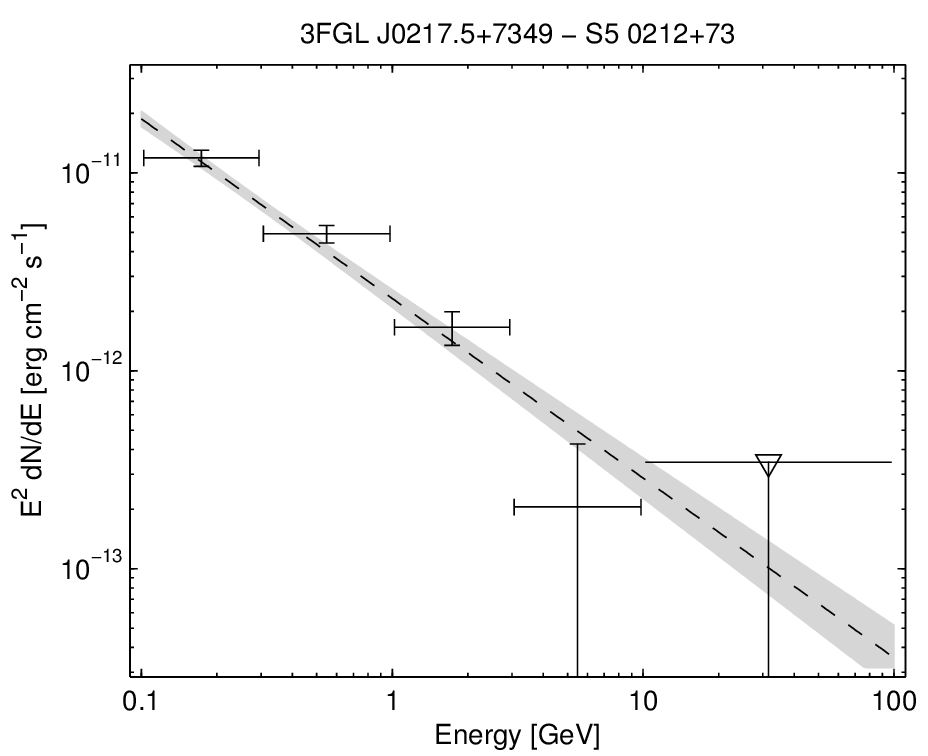 3FGL J0217.5+7349 − S5 0212+73
E² dN/dE [erg cm⁻² s⁻¹]
10⁻¹¹
10⁻¹²
10⁻¹³
0.1 1 10 100
Energy [GeV]